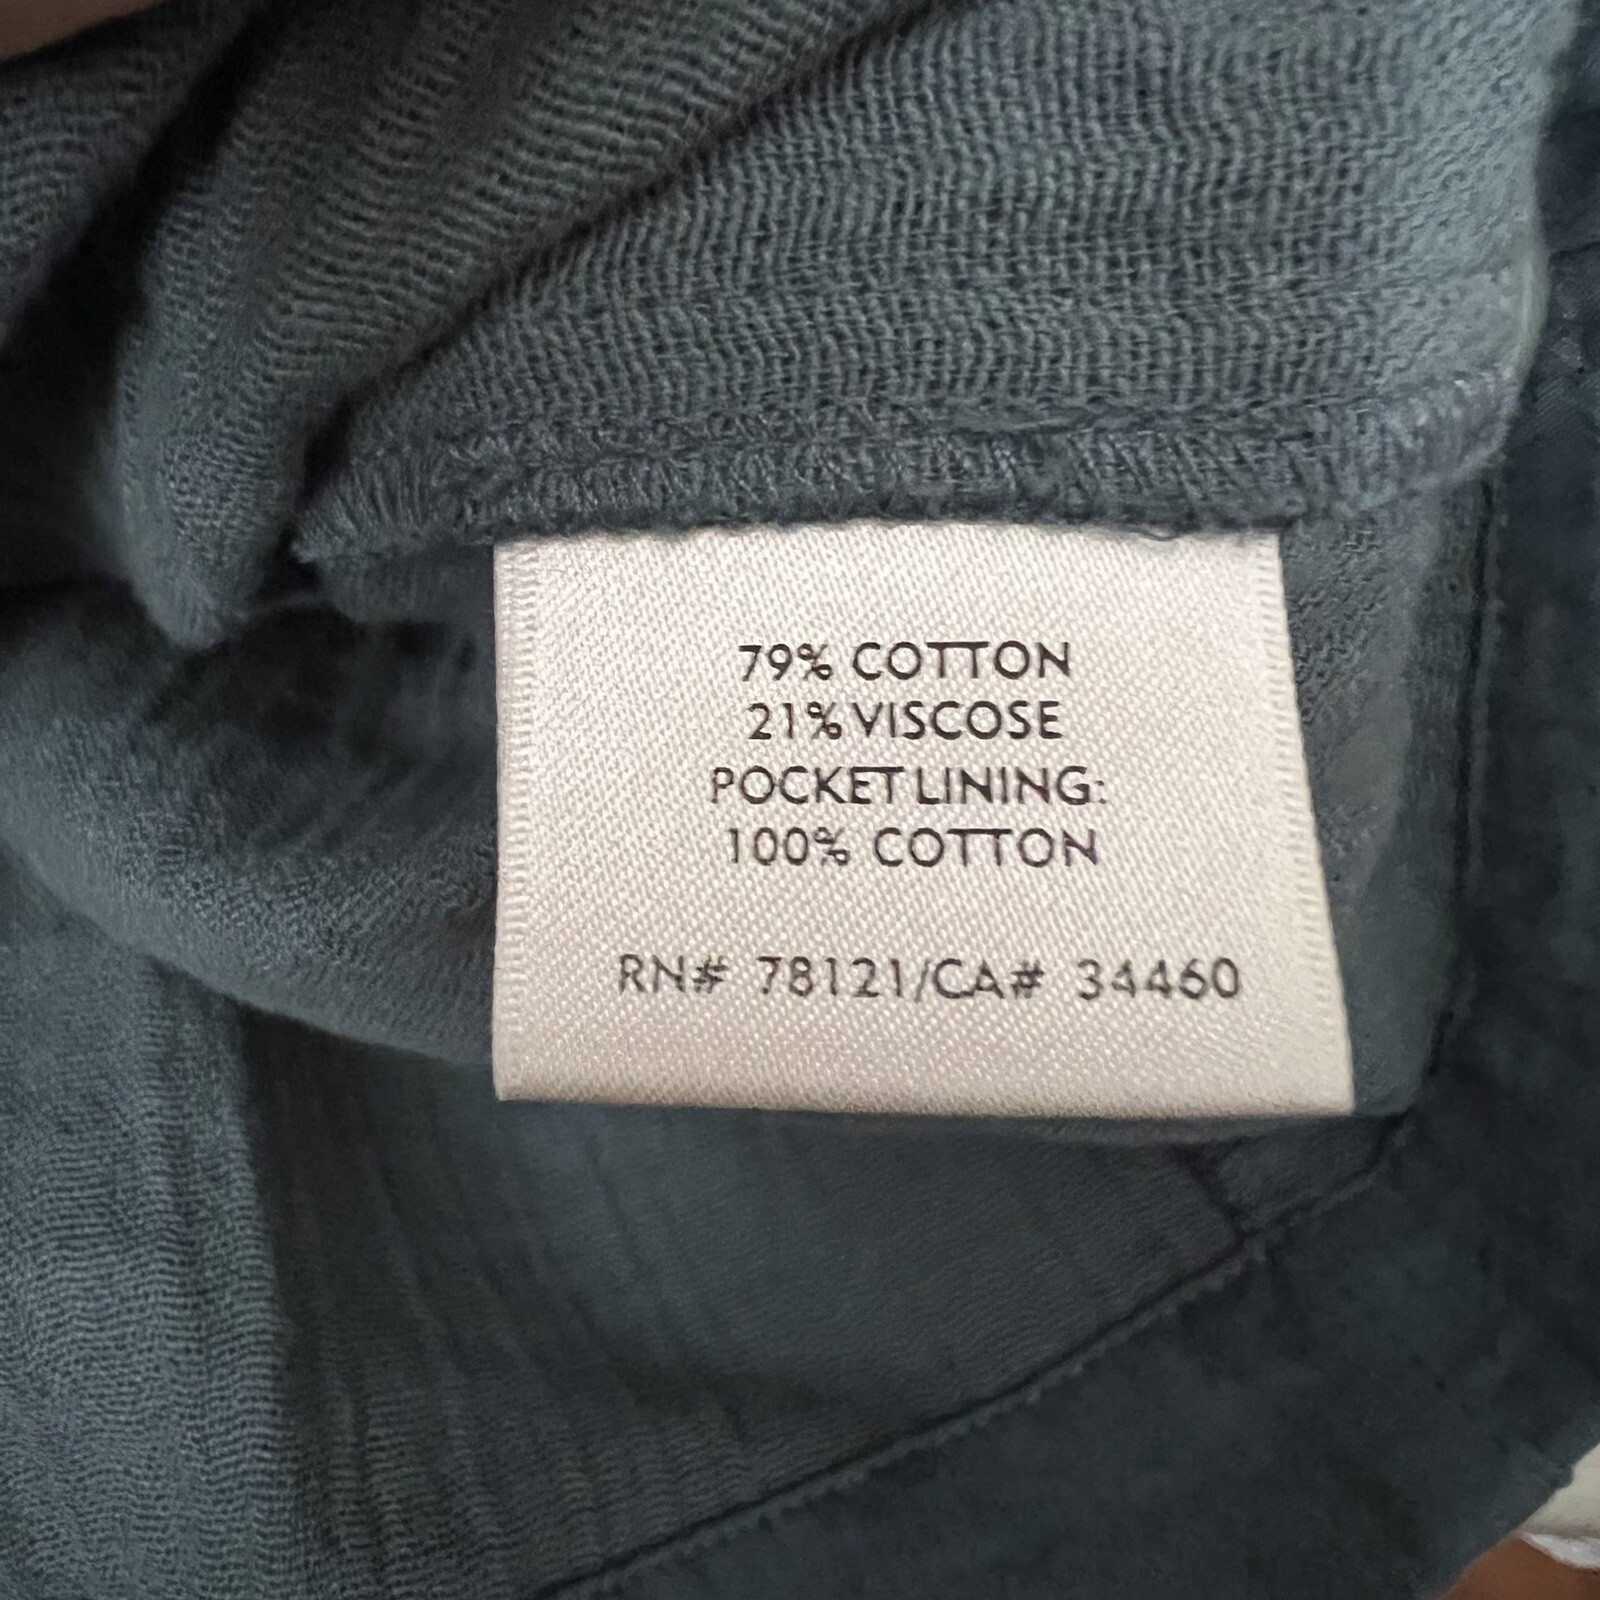 79% COTTON
21% VISCOSE
POCKET LINING:
100% COTTON
RN# 78121/CA# 34460